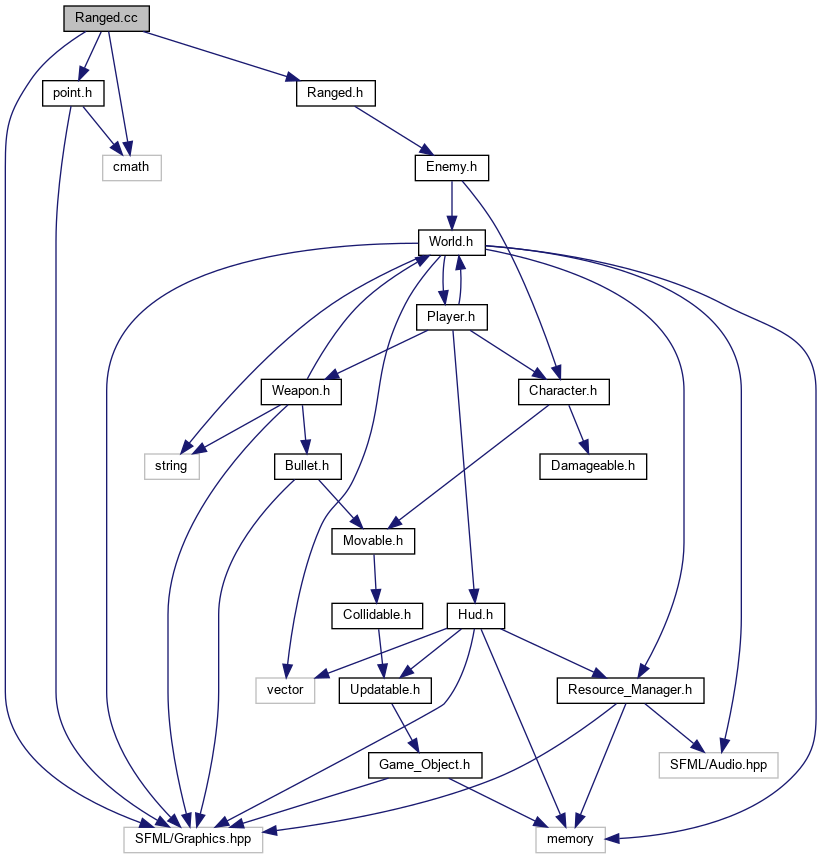 Ranged.cc
point.h
Ranged.h
cmath
Enemy.h
World.h
Player.h
Weapon.h
Character.h
string
Bullet.h
Damageable.h
Movable.h
Collidable.h
Hud.h
vector
Updatable.h
Resource_Manager.h
Game_Object.h
SFML/Audio.hpp
SFML/Graphics.hpp
memory